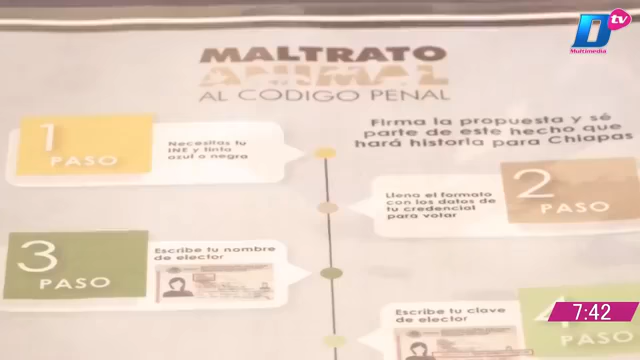 MALTRATO
ANIMAL
AL CODIGO PENAL
Firma la propuesta y sé
parte de este hecho que
hará historia para Chiapas
1
PASO
Necesitas tu
INE y tinta
azul o negra
2
PASO
Llena el formato
con los datos de
tu credencial
para votar
3
PASO
Escribe tu nombre
de elector
4
PASO
Escribe tu clave
de elector
D tv
Multimedia
7:42